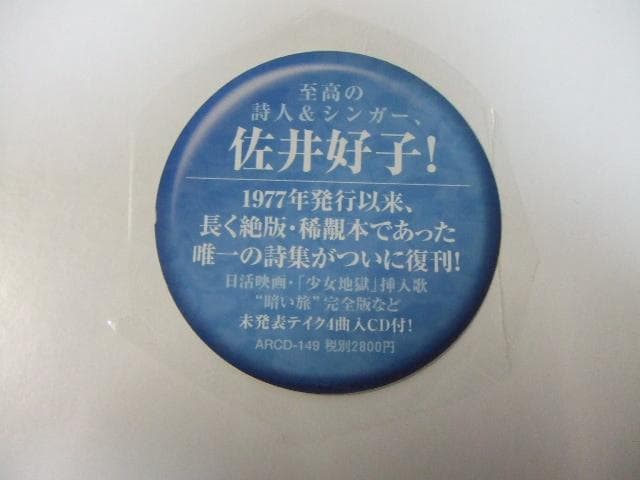 至高の
詩人&シンガー、
佐井好子!
1977年発行以来、
長く絶版・稀覯本であった
唯一の詩集がついに復刊!
日活映画・「少女地獄」挿入歌
“暗い旅”完全版など
未発表テイク4曲入CD付!
ARCD-149 税別2800円